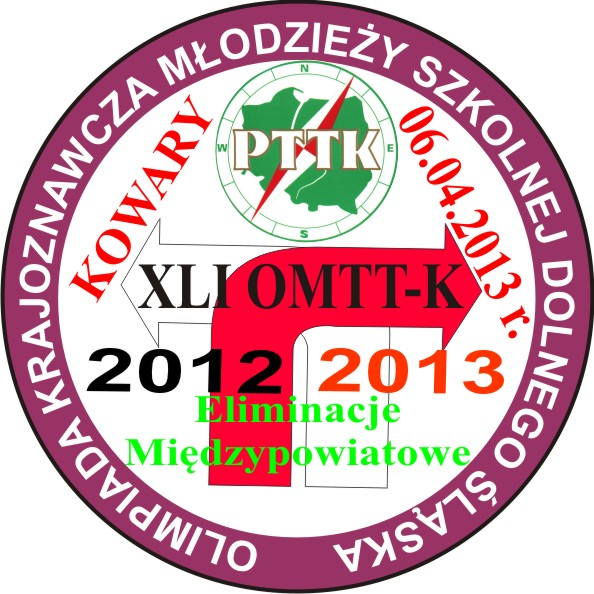 OLIMPIADA KRAJOZNAWCZA MŁODZIEŻY SZKOLNEJ DOLNEGO ŚLĄSKA
KOWARY
N
W
PTTK
E
S
06.04.2013 r.
XLI OMTT-K
2012 2013
Eliminacje
Międzypowiatowe